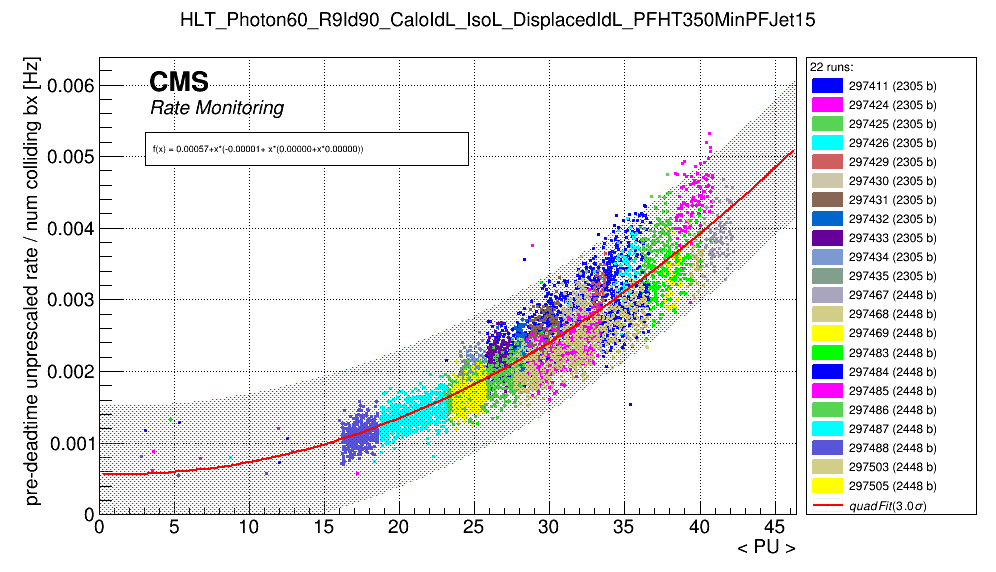 HLT_Photon60_R9Id90_CaloIdL_IsoL_DisplacedIdL_PFHT350MinPFJet15
pre-deadtime unprescaled rate / num colliding bx [Hz]
0.006
0.005
0.004
0.003
0.002
0.001
0
CMS
Rate Monitoring
f(x) = 0.00057+x*(-0.00001+ x*(0.00000+x*0.00000))
0 5 10 15 20 25 30 35 40 45
< PU >
22 runs:
297411 (2305 b)
297424 (2305 b)
297425 (2305 b)
297426 (2305 b)
297429 (2305 b)
297430 (2305 b)
297431 (2305 b)
297432 (2305 b)
297433 (2305 b)
297434 (2305 b)
297435 (2305 b)
297467 (2448 b)
297468 (2448 b)
297469 (2448 b)
297483 (2448 b)
297484 (2448 b)
297485 (2448 b)
297486 (2448 b)
297487 (2448 b)
297488 (2448 b)
297503 (2448 b)
297505 (2448 b)
quadFit(3.0σ)